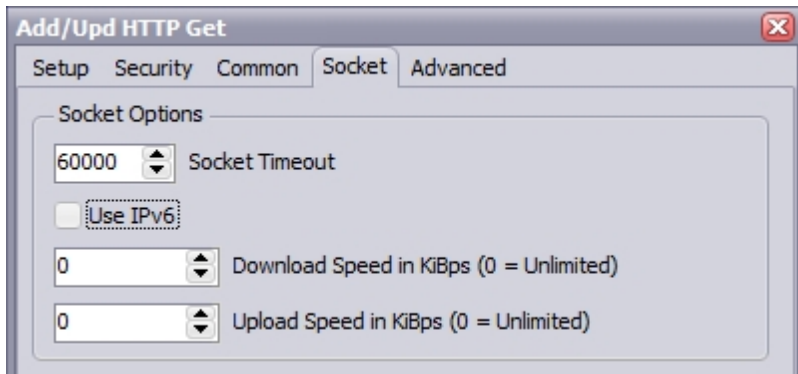 Add/Upd HTTP Get
Setup Security Common Socket Advanced
Socket Options
60000 Socket Timeout
Use IPv6
0 Download Speed in KiBps (0 = Unlimited)
0 Upload Speed in KiBps (0 = Unlimited)